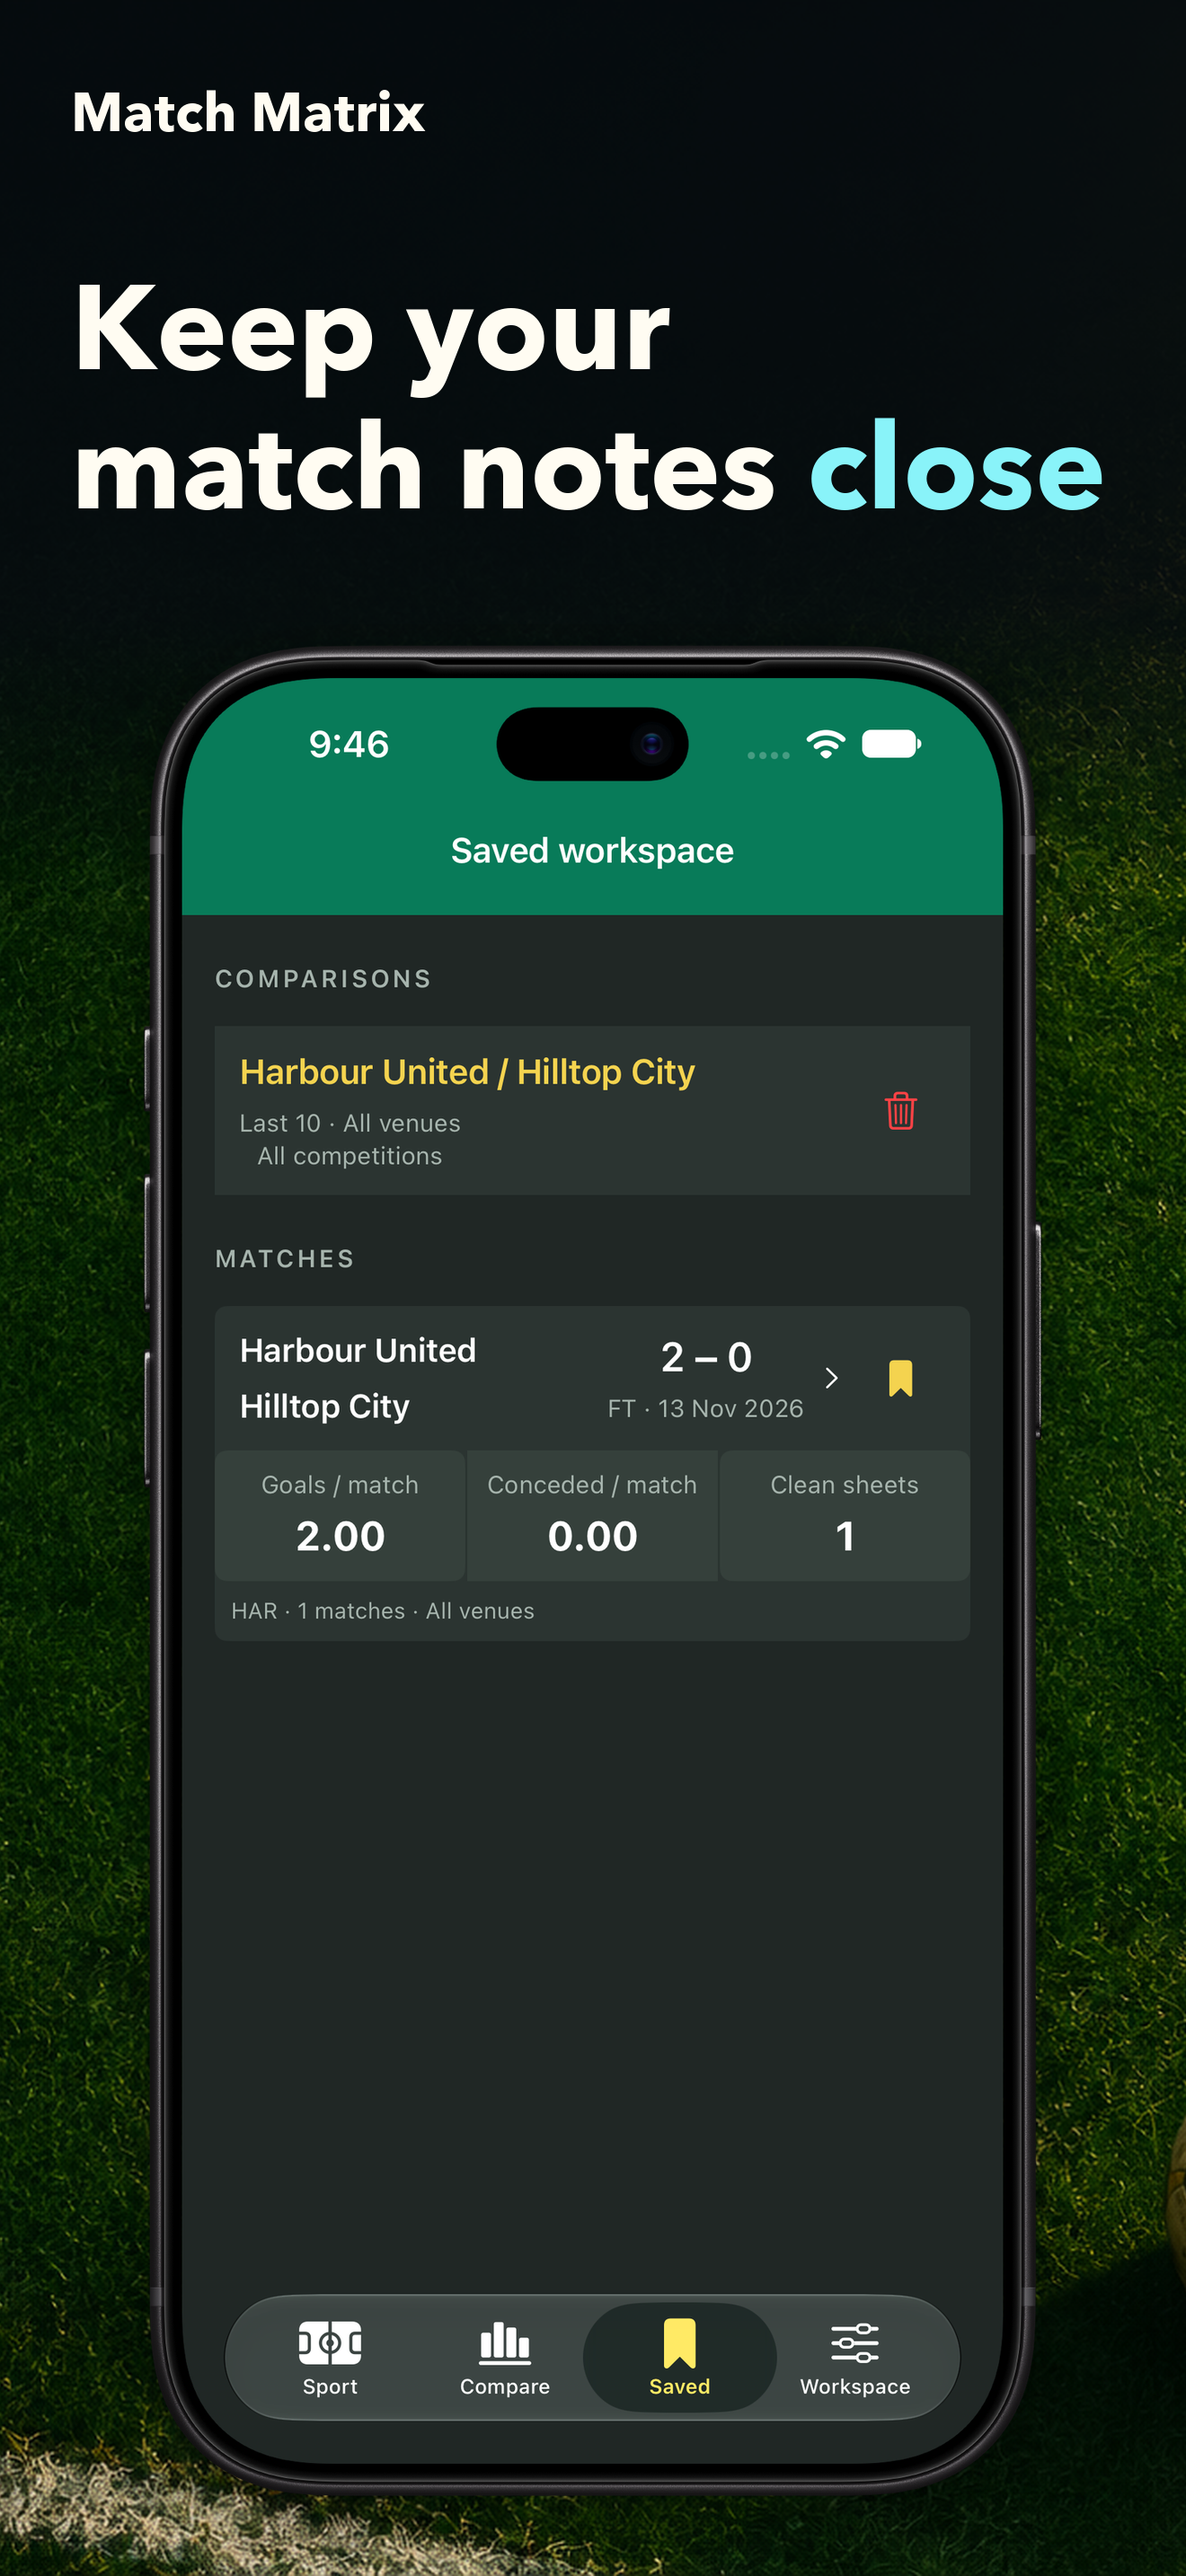 Match Matrix
Keep your
match notes close
9:46
Saved workspace
COMPARISONS
Harbour United / Hilltop City
Last 10 · All venues
All competitions
MATCHES
Harbour United
2 – 0
Hilltop City
FT · 13 Nov 2026
Goals / match
Conceded / match
Clean sheets
2.00
0.00
1
HAR · 1 matches · All venues
Sport
Compare
Saved
Workspace